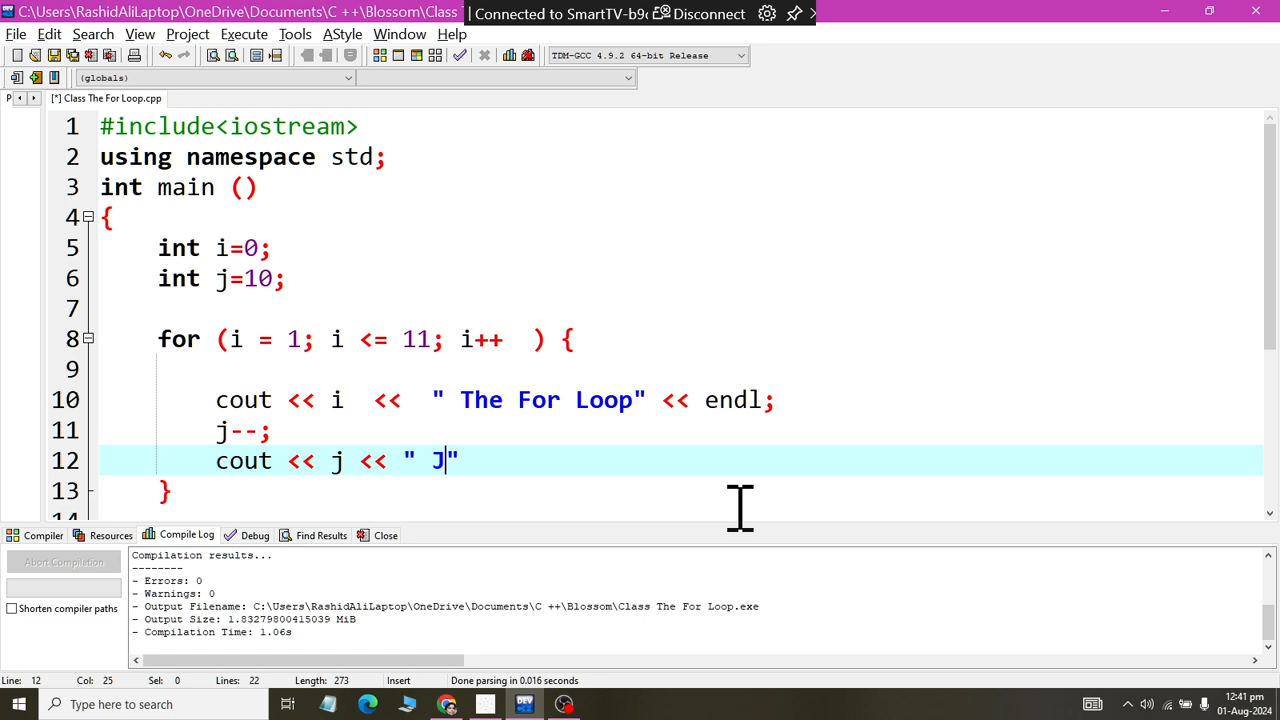 C:\Users\RashidAliLaptop\OneDrive\Documents\C ++\Blossom\Class T
Connected to SmartTV-b9c
Disconnect
File Edit Search View Project Execute Tools AStyle Window Help
TDM-GCC 4.9.2 64-bit Release
(globals)
P
[*] Class The For Loop.cpp
1 #include<iostream>
2 using namespace std;
3 int main ()
4 {
5 int i=0;
6 int j=10;
7
8 for (i = 1; i <= 11; i++ ) {
9
10 cout << i << " The For Loop" << endl;
11 j--;
12 cout << j << " J"
13 }
14
Compiler Resources Compile Log Debug Find Results Close
Abort Compilation
Shorten compiler paths
Compilation results...
--------
- Errors: 0
- Warnings: 0
- Output Filename: C:\Users\RashidAliLaptop\OneDrive\Documents\C ++\Blossom\Class The For Loop.exe
- Output Size: 1.83279800415039 MiB
- Compilation Time: 1.06s
Line: 12 Col: 25 Sel: 0 Lines: 22 Length: 273 Insert Done parsing in 0.016 seconds
Type here to search
DEV
12:41 pm
01-Aug-2024